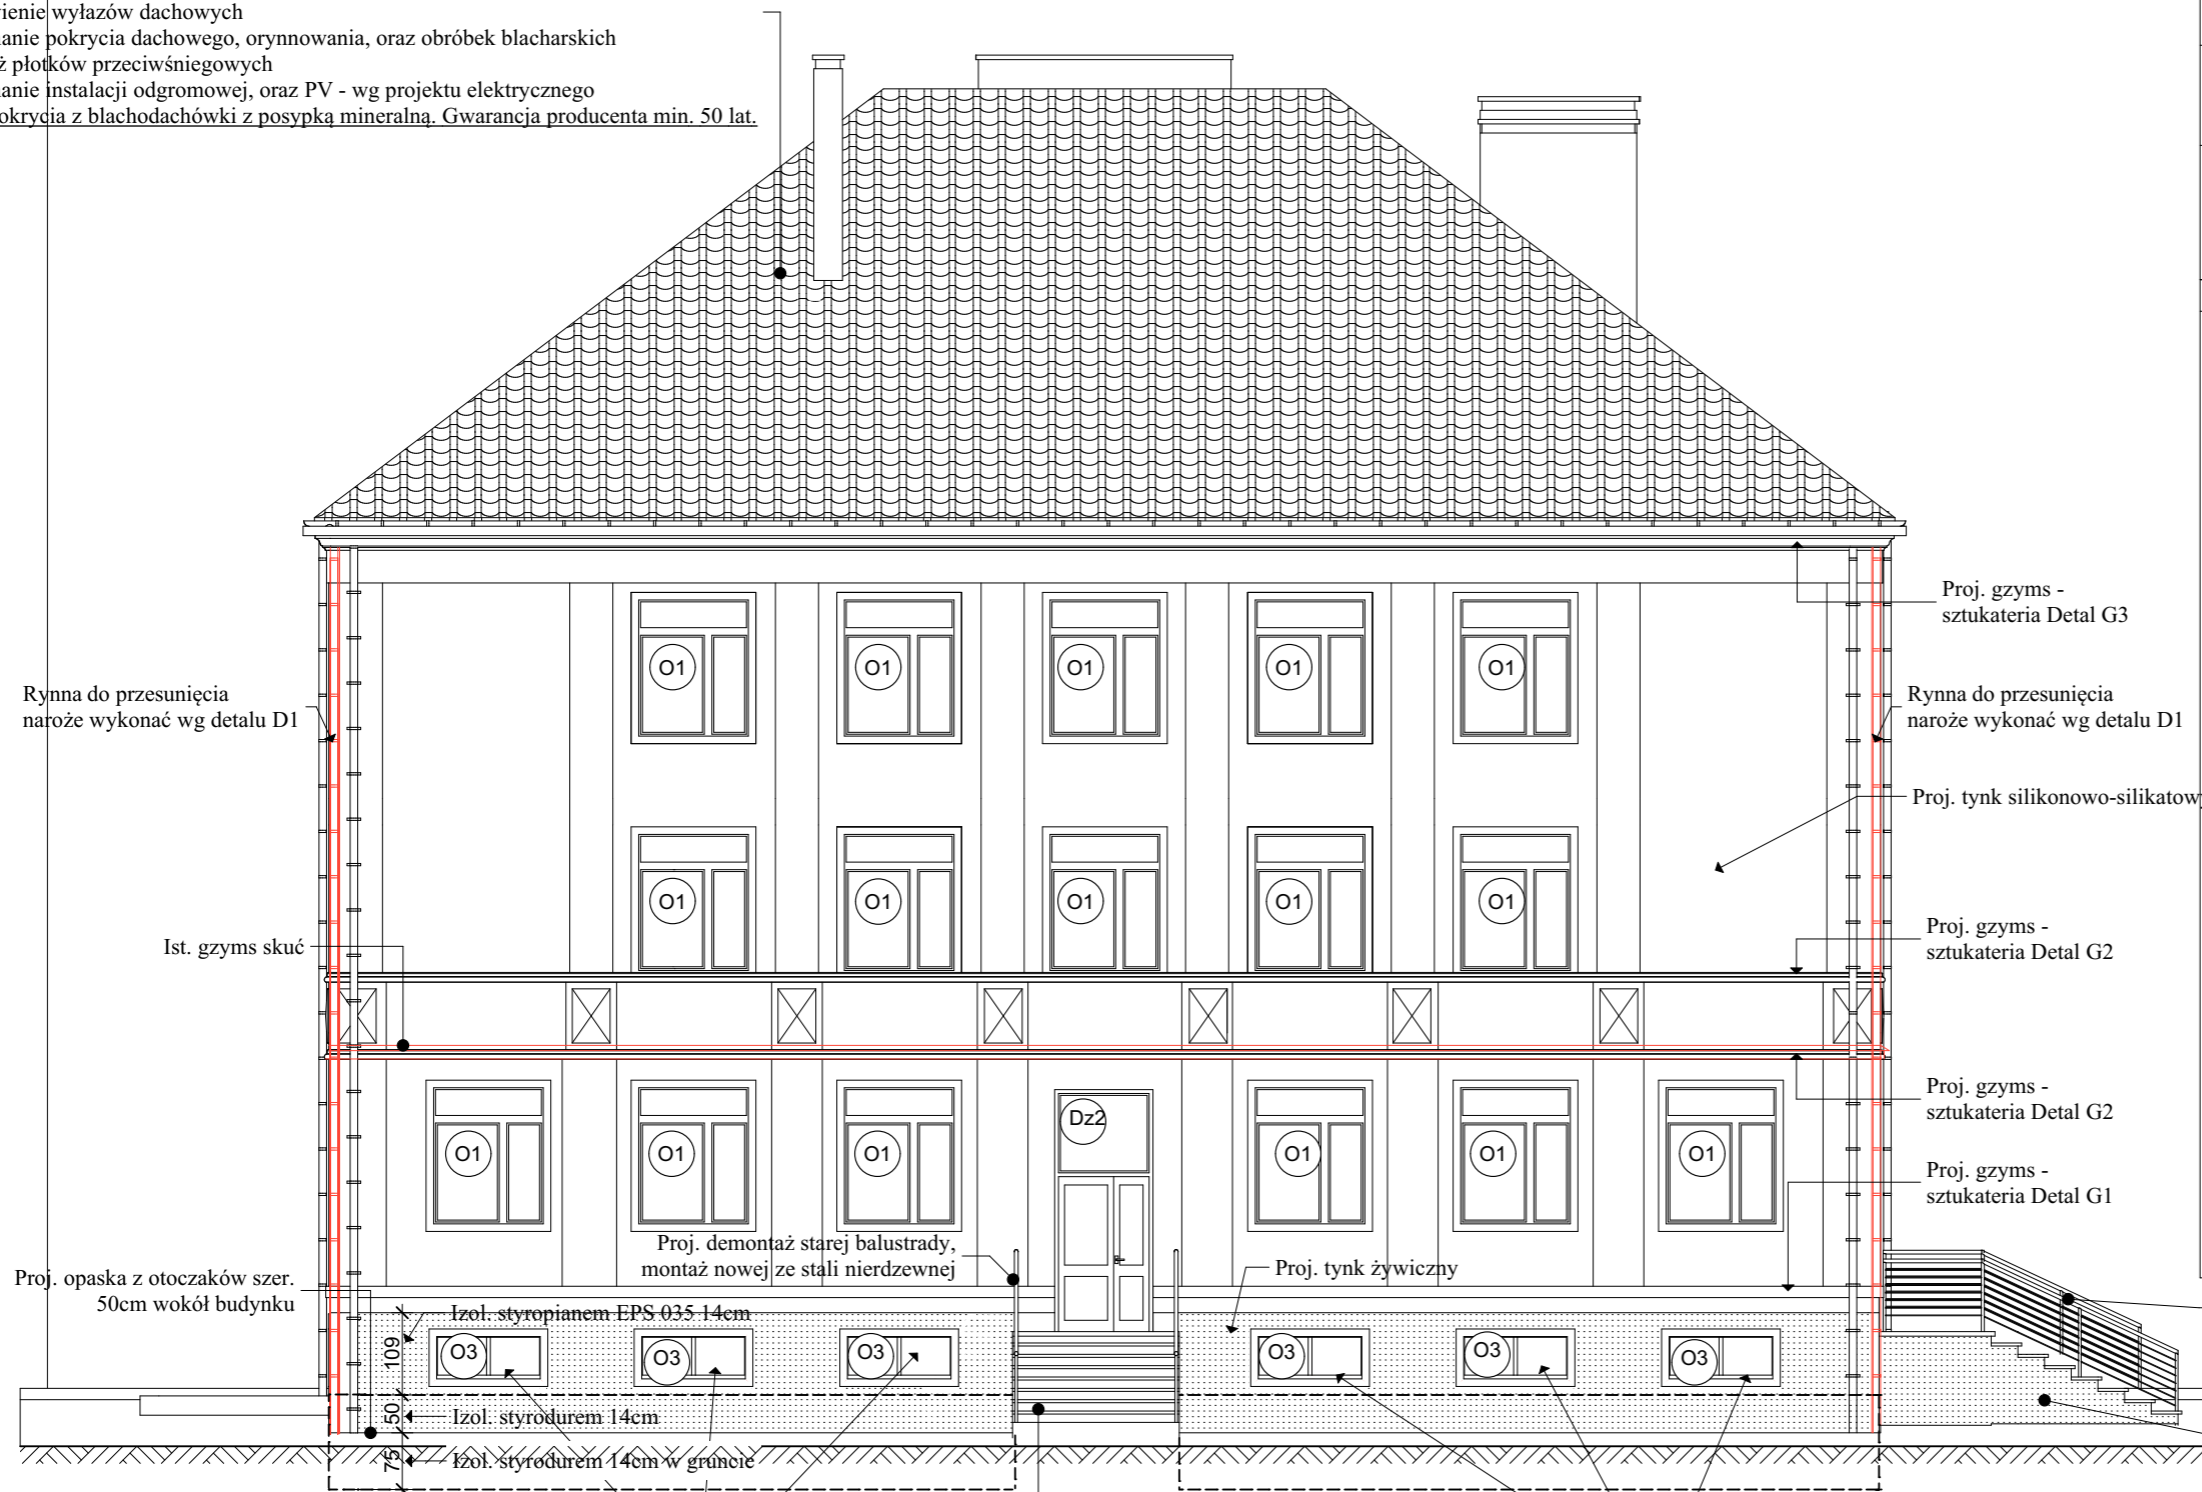 wyłazów dachowych
pokrycia dachowego, orynnowania, oraz obróbek blacharskich
płotków przeciwśniegowych
instalacji odgromowej, oraz PV - wg projektu elektrycznego
z blachodachówki z posypką mineralną. Gwarancja producenta min. 50 lat.
Proj. gzyms -
sztukateria Detal G3
O1 O1 O1 O1 O1
Rynna do przesunięcia
naroże wykonać wg detalu D1
Rynna do przesunięcia
naroże wykonać wg detalu D1
Proj. tynk silikonowo-silikatowy
O1 O1 O1 O1 O1
Ist. gzyms skuć
Proj. gzyms -
sztukateria Detal G2
Proj. gzyms -
sztukateria Detal G2
Dz2
O1 O1 O1 O1 O1 O1
Proj. gzyms -
sztukateria Detal G1
Proj. demontaż starej balustrady,
montaż nowej ze stali nierdzewnej
Proj. tynk żywiczny
Proj. opaska z otoczaków szer.
50cm wokół budynku
Izol. styropianem EPS 035 14cm
109
O3 O3 O3 O3 O3 O3
50
Izol. styrodurem 14cm
75
Izol. styrodurem 14cm w gruncie